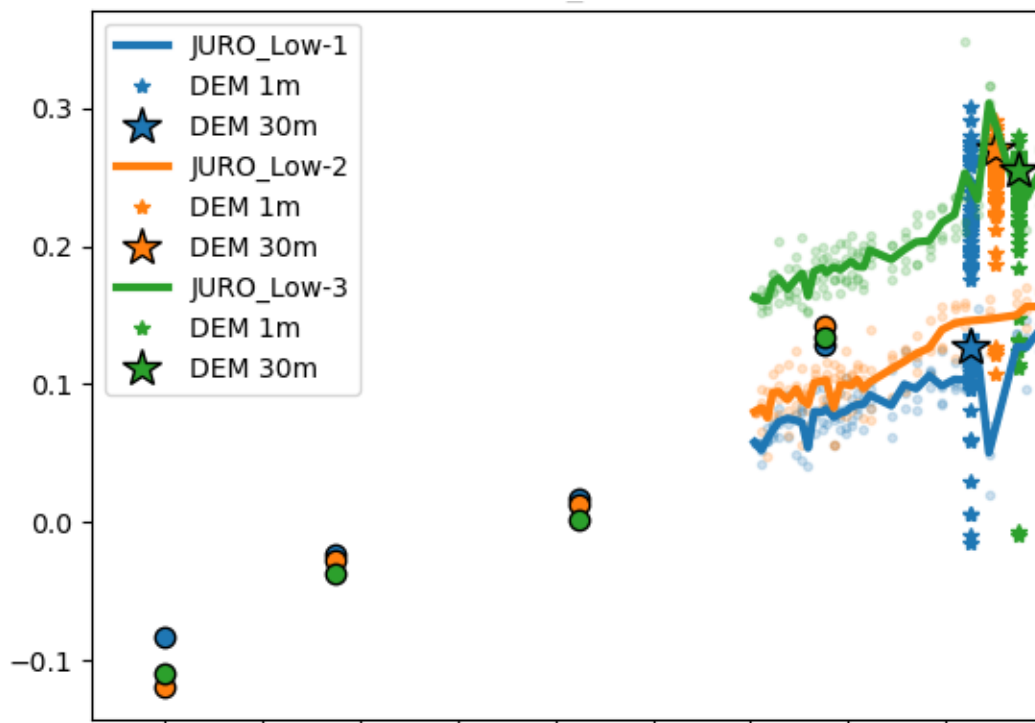 JURO_Low-1
DEM 1m
DEM 30m
JURO_Low-2
DEM 1m
DEM 30m
JURO_Low-3
DEM 1m
DEM 30m
0.3
0.2
0.1
0.0
−0.1